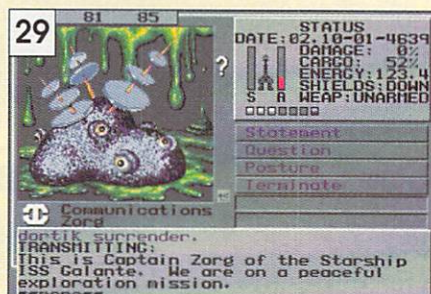 29
81 85
?
STATUS
DATE:02.10-01-4639
DAMAGE: 0%
CARGO: 52%
ENERGY:123.4
SHIELDS:DOWN
S A WEAP:UNARMED
Statement
Question
Posture
Terminate
Communications
Zorg
dortik surrender.
TRANSMITTING:
This is Captain Zorg of the Starship
ISS Galante. We are on a peaceful
exploration mission.